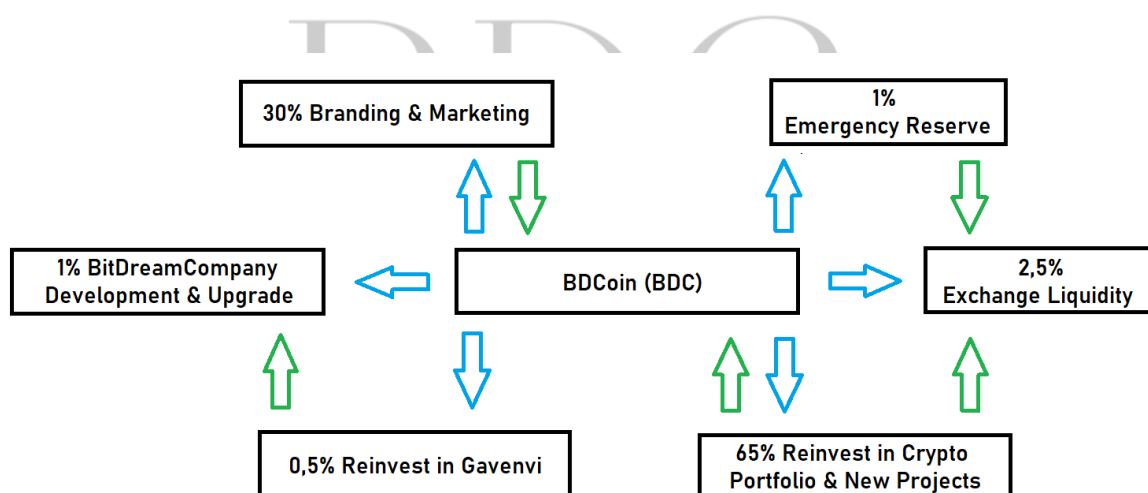 30% Branding & Marketing
1%
Emergency Reserve
1% BitDreamCompany
Development & Upgrade
BDCoin (BDC)
2,5%
Exchange Liquidity
0,5% Reinvest in Gavenvi
65% Reinvest in Crypto
Portfolio & New Projects